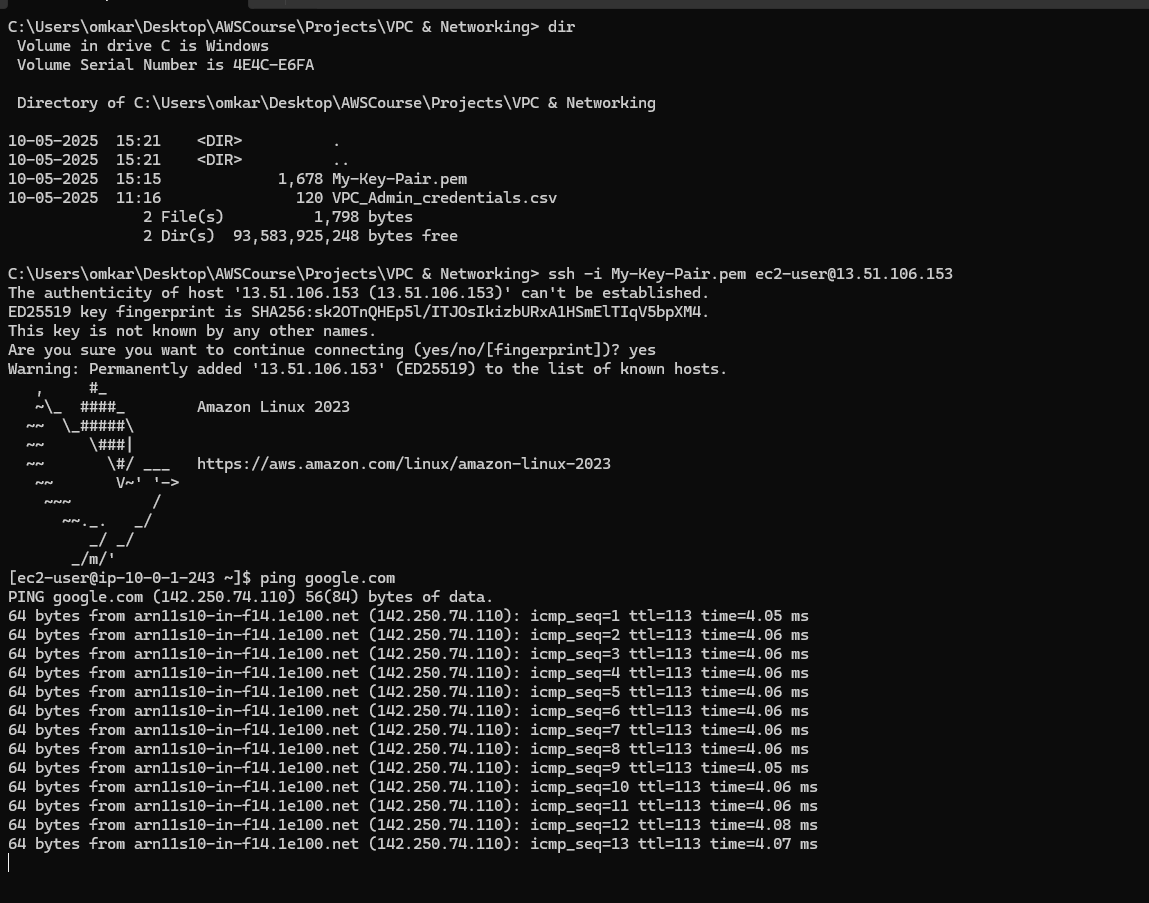 C:\Users\omkar\Desktop\AWSCourse\Projects\VPC & Networking> dir
 Volume in drive C is Windows
 Volume Serial Number is 4E4C-E6FA

 Directory of C:\Users\omkar\Desktop\AWSCourse\Projects\VPC & Networking

10-05-2025  15:21    <DIR>          .
10-05-2025  15:21    <DIR>          ..
10-05-2025  15:15             1,678 My-Key-Pair.pem
10-05-2025  11:16               120 VPC_Admin_credentials.csv
               2 File(s)          1,798 bytes
               2 Dir(s)  93,583,925,248 bytes free

C:\Users\omkar\Desktop\AWSCourse\Projects\VPC & Networking> ssh -i My-Key-Pair.pem ec2-user@13.51.106.153
The authenticity of host '13.51.106.153 (13.51.106.153)' can't be established.
ED25519 key fingerprint is SHA256:sk2OTnQHEp5l/ITJOsIkizbURxA1HSmElTIqV5bpXM4.
This key is not known by any other names.
Are you sure you want to continue connecting (yes/no/[fingerprint])? yes
Warning: Permanently added '13.51.106.153' (ED25519) to the list of known hosts.
   ,     #_
   ~\_  ####_        Amazon Linux 2023
  ~~  \_#####\
  ~~     \###|
  ~~       \#/ ___   https://aws.amazon.com/linux/amazon-linux-2023
   ~~       V~' '->
    ~~~         /
      ~~._.   _/
         _/ _/
       _/m/'
[ec2-user@ip-10-0-1-243 ~]$ ping google.com
PING google.com (142.250.74.110) 56(84) bytes of data.
64 bytes from arn11s10-in-f14.1e100.net (142.250.74.110): icmp_seq=1 ttl=113 time=4.05 ms
64 bytes from arn11s10-in-f14.1e100.net (142.250.74.110): icmp_seq=2 ttl=113 time=4.06 ms
64 bytes from arn11s10-in-f14.1e100.net (142.250.74.110): icmp_seq=3 ttl=113 time=4.06 ms
64 bytes from arn11s10-in-f14.1e100.net (142.250.74.110): icmp_seq=4 ttl=113 time=4.06 ms
64 bytes from arn11s10-in-f14.1e100.net (142.250.74.110): icmp_seq=5 ttl=113 time=4.06 ms
64 bytes from arn11s10-in-f14.1e100.net (142.250.74.110): icmp_seq=6 ttl=113 time=4.06 ms
64 bytes from arn11s10-in-f14.1e100.net (142.250.74.110): icmp_seq=7 ttl=113 time=4.06 ms
64 bytes from arn11s10-in-f14.1e100.net (142.250.74.110): icmp_seq=8 ttl=113 time=4.06 ms
64 bytes from arn11s10-in-f14.1e100.net (142.250.74.110): icmp_seq=9 ttl=113 time=4.05 ms
64 bytes from arn11s10-in-f14.1e100.net (142.250.74.110): icmp_seq=10 ttl=113 time=4.06 ms
64 bytes from arn11s10-in-f14.1e100.net (142.250.74.110): icmp_seq=11 ttl=113 time=4.06 ms
64 bytes from arn11s10-in-f14.1e100.net (142.250.74.110): icmp_seq=12 ttl=113 time=4.08 ms
64 bytes from arn11s10-in-f14.1e100.net (142.250.74.110): icmp_seq=13 ttl=113 time=4.07 ms